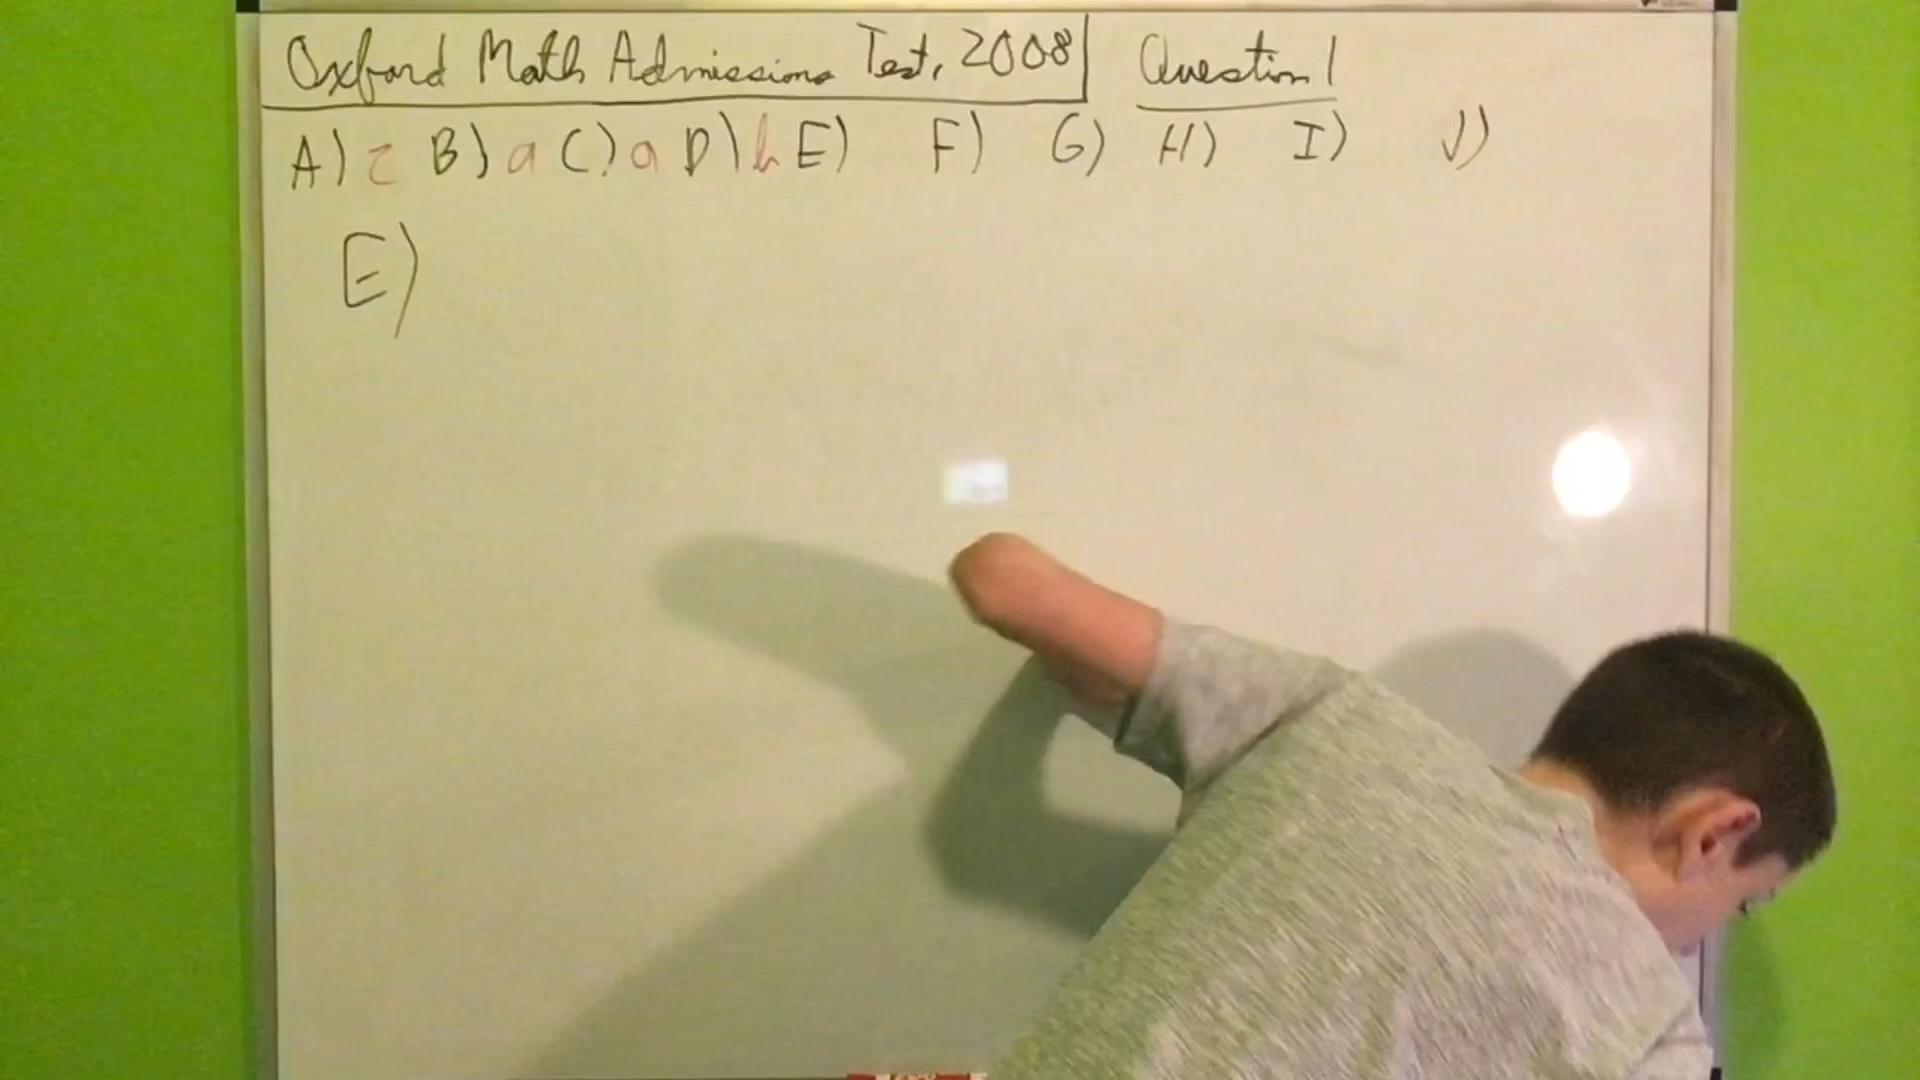 Oxford Math Admissions Test, 2008 Question 1
A) c B) a C) a D) b E) F) G) H) I) J)
E)